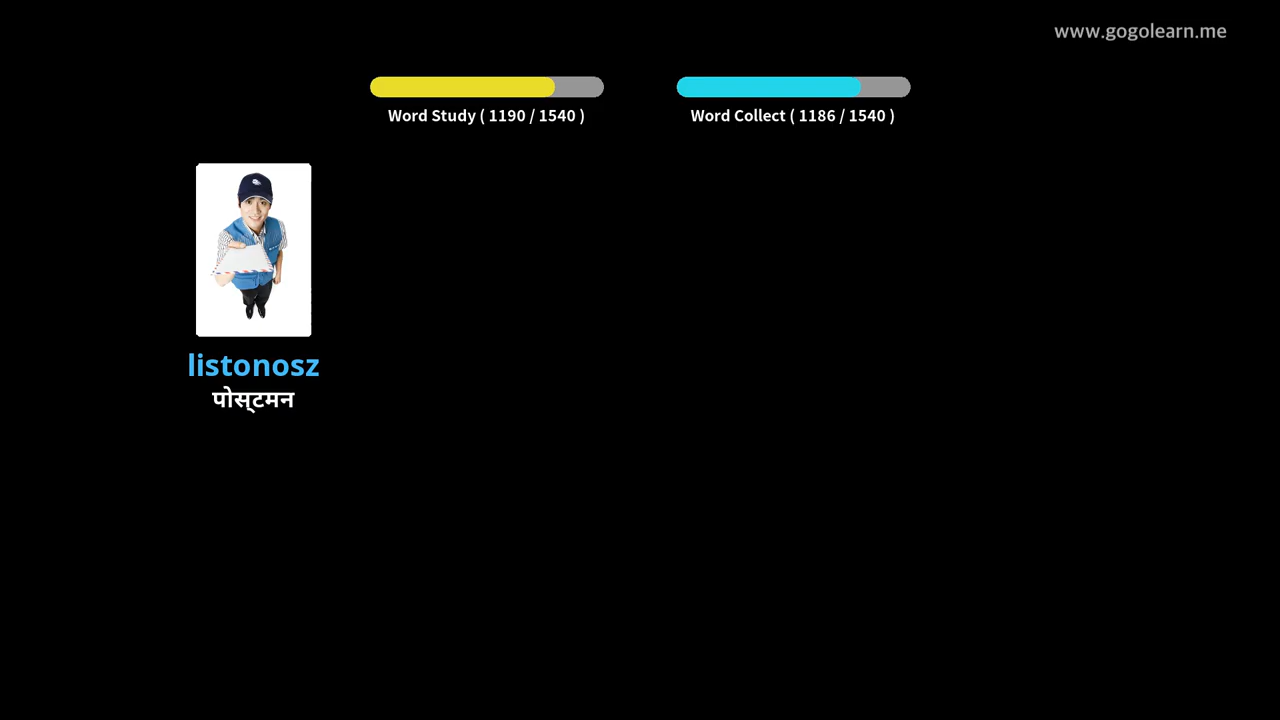 www.gogolearn.me
Word Study ( 1190 / 1540 )
Word Collect ( 1186 / 1540 )
listonosz
पोस्टमन